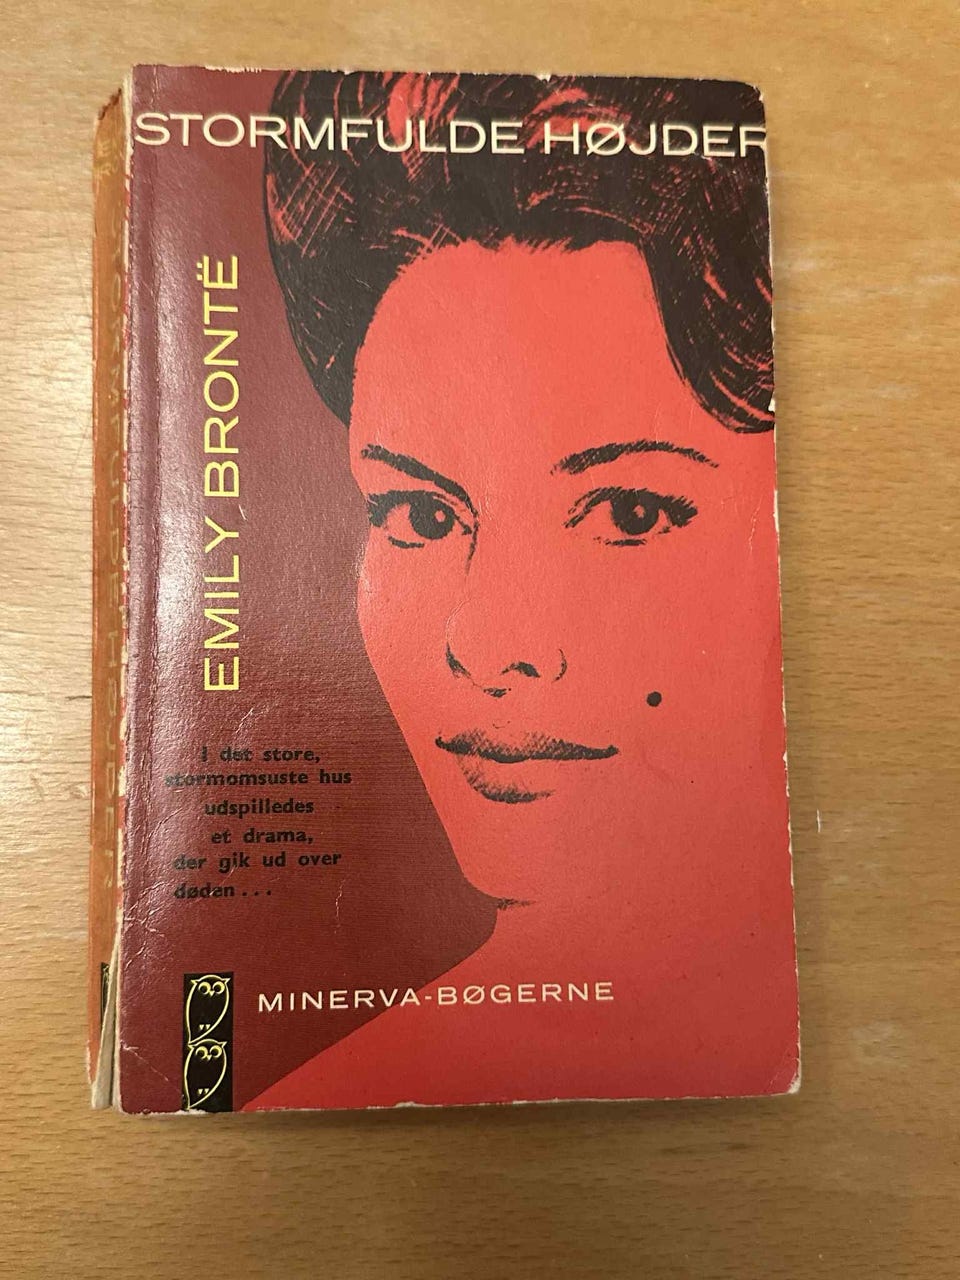 STORMFULDE HØJDER
EMILY BRONTË
I det store,
stormomsuste hus
udspilledes
et drama,
der gik ud over
døden...
MINERVA-BØGERNE